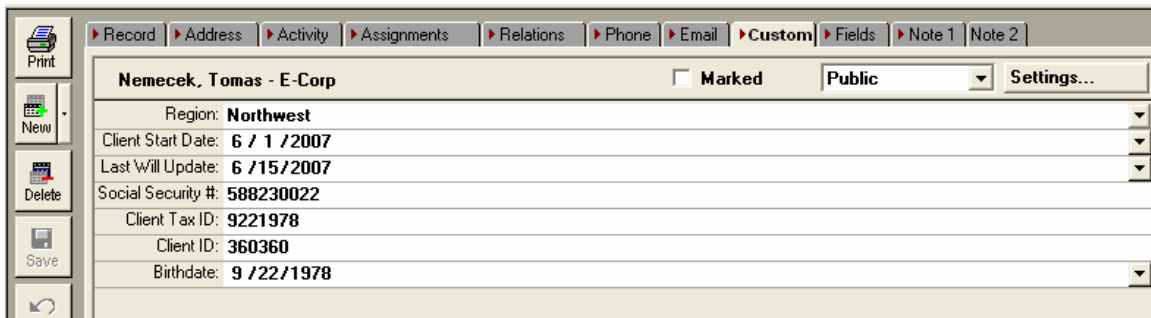 Print
New
Delete
Save
Record Address Activity Assignments Relations Phone Email Custom Fields Note 1 Note 2
Nemecek, Tomas - E-Corp Marked Public Settings...
Region: Northwest
Client Start Date: 6 / 1 /2007
Last Will Update: 6 /15/2007
Social Security #: 588230022
Client Tax ID: 9221978
Client ID: 360360
Birthdate: 9 /22/1978